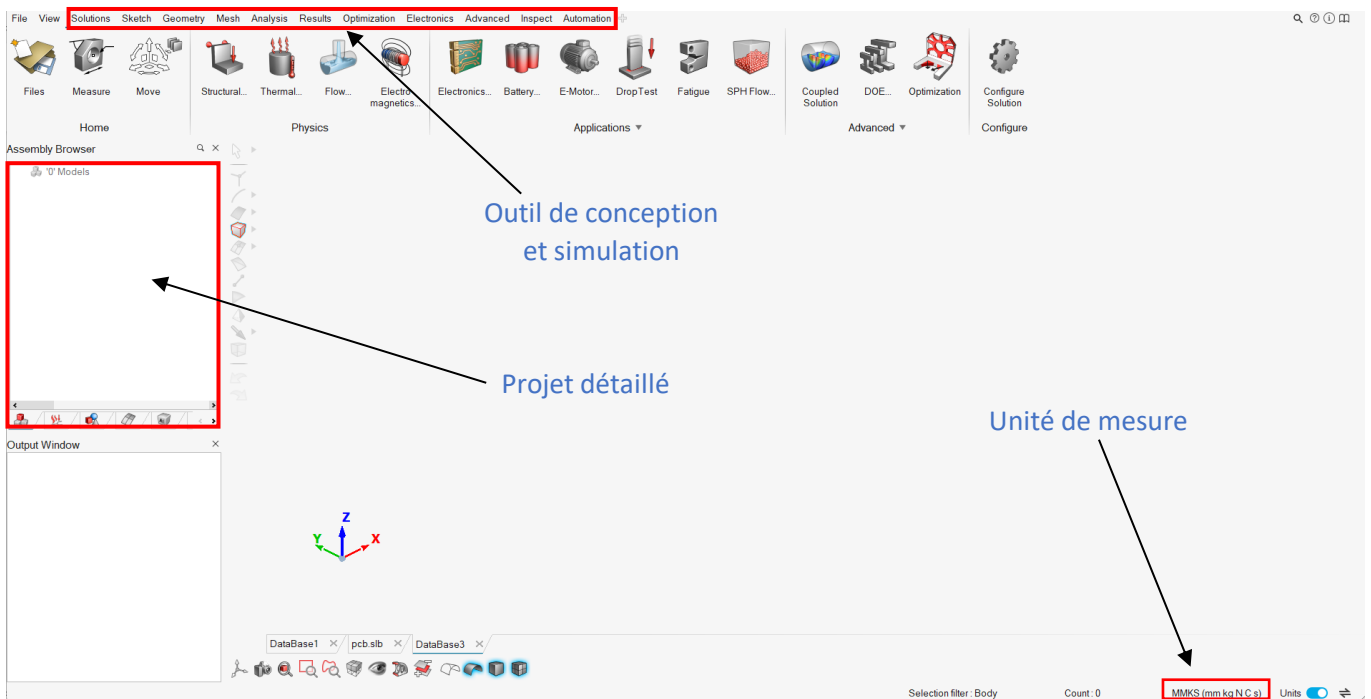 File View Solutions Sketch Geometry Mesh Analysis Results Optimization Electronics Advanced Inspect Automation
Files Measure Move Structural... Thermal... Flow... Electro magnetics... Electronics... Battery... E-Motor... DropTest Fatigue SPH Flow... Coupled Solution DOE... Optimization Configure Solution
Home Physics Applications Advanced Configure
Assembly Browser
'0' Models
Outil de conception
et simulation
Projet détaillé
Unité de mesure
Output Window
Z
Y X
DataBase1 pcb.slb DataBase3
Selection filter : Body Count : 0 MMKS (mm kg N C s) Units